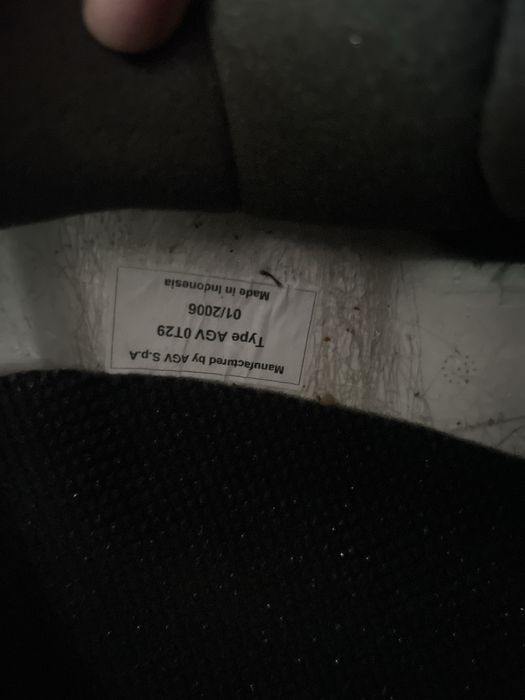 Manufactured by AGV S.p.A
Type AGV 0T29
01/2006
Made in Indonesia